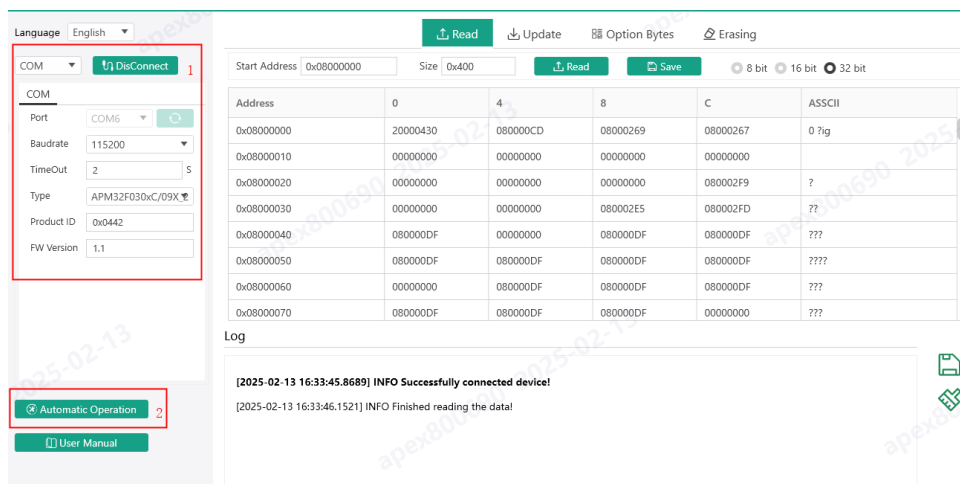 Language English
Read Update Option Bytes Erasing
COM DisConnect 1
Start Address 0x08000000 Size 0x400 Read Save 8 bit 16 bit 32 bit
COM
Port COM6
Baudrate 115200
TimeOut 2 S
Type APM32F030xC/09X_2
Product ID 0x0442
FW Version 1.1
Address 0 4 8 C ASSCII
0x08000000 20000430 080000CD 08000269 08000267 0 ?ig
0x08000010 00000000 00000000 00000000 00000000
0x08000020 00000000 00000000 00000000 080002F9 ?
0x08000030 00000000 00000000 080002E5 080002FD ??
0x08000040 080000DF 00000000 080000DF 080000DF ???
0x08000050 080000DF 080000DF 080000DF 080000DF ????
0x08000060 00000000 080000DF 080000DF 080000DF ???
0x08000070 080000DF 080000DF 080000DF 00000000 ???
Log
[2025-02-13 16:33:45.8689] INFO Successfully connected device!
[2025-02-13 16:33:46.1521] INFO Finished reading the data!
Automatic Operation 2
User Manual
apex800690 2025-02-13